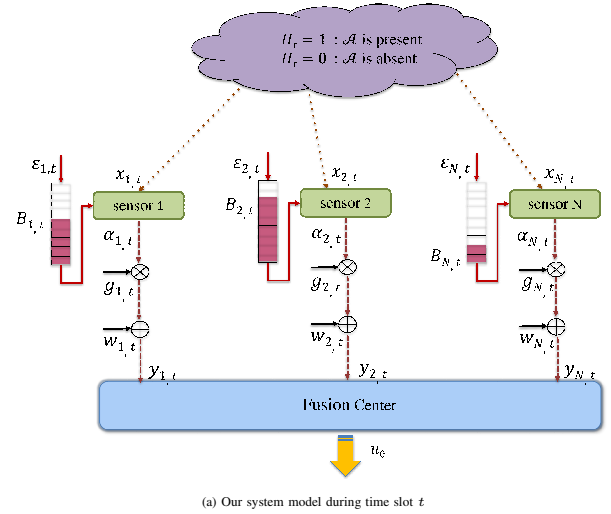 H_t = 1 : 𝒜 is present
H_t = 0 : 𝒜 is absent
ε_{1,t}
x_{1,t}
ε_{2,t}
x_{2,t}
ε_{N,t}
x_{N,t}
B_{1,t}
sensor 1
B_{2,t}
sensor 2
B_{N,t}
sensor N
α_{1,t}
α_{2,t}
α_{N,t}
g_{1,t}
g_{2,t}
g_{N,t}
w_{1,t}
w_{2,t}
w_{N,t}
y_{1,t}
y_{2,t}
y_{N,t}
Fusion Center
u_0
(a) Our system model during time slot t